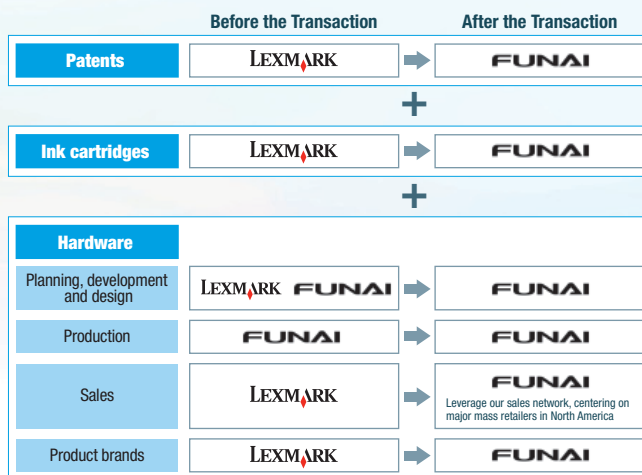 Before the Transaction After the Transaction
Patents LEXMARK FUNAI
+
Ink cartridges LEXMARK FUNAI
+
Hardware
Planning, development
and design LEXMARK FUNAI FUNAI
Production FUNAI FUNAI
Sales LEXMARK FUNAI
Leverage our sales network, centering on
major mass retailers in North America
Product brands LEXMARK FUNAI